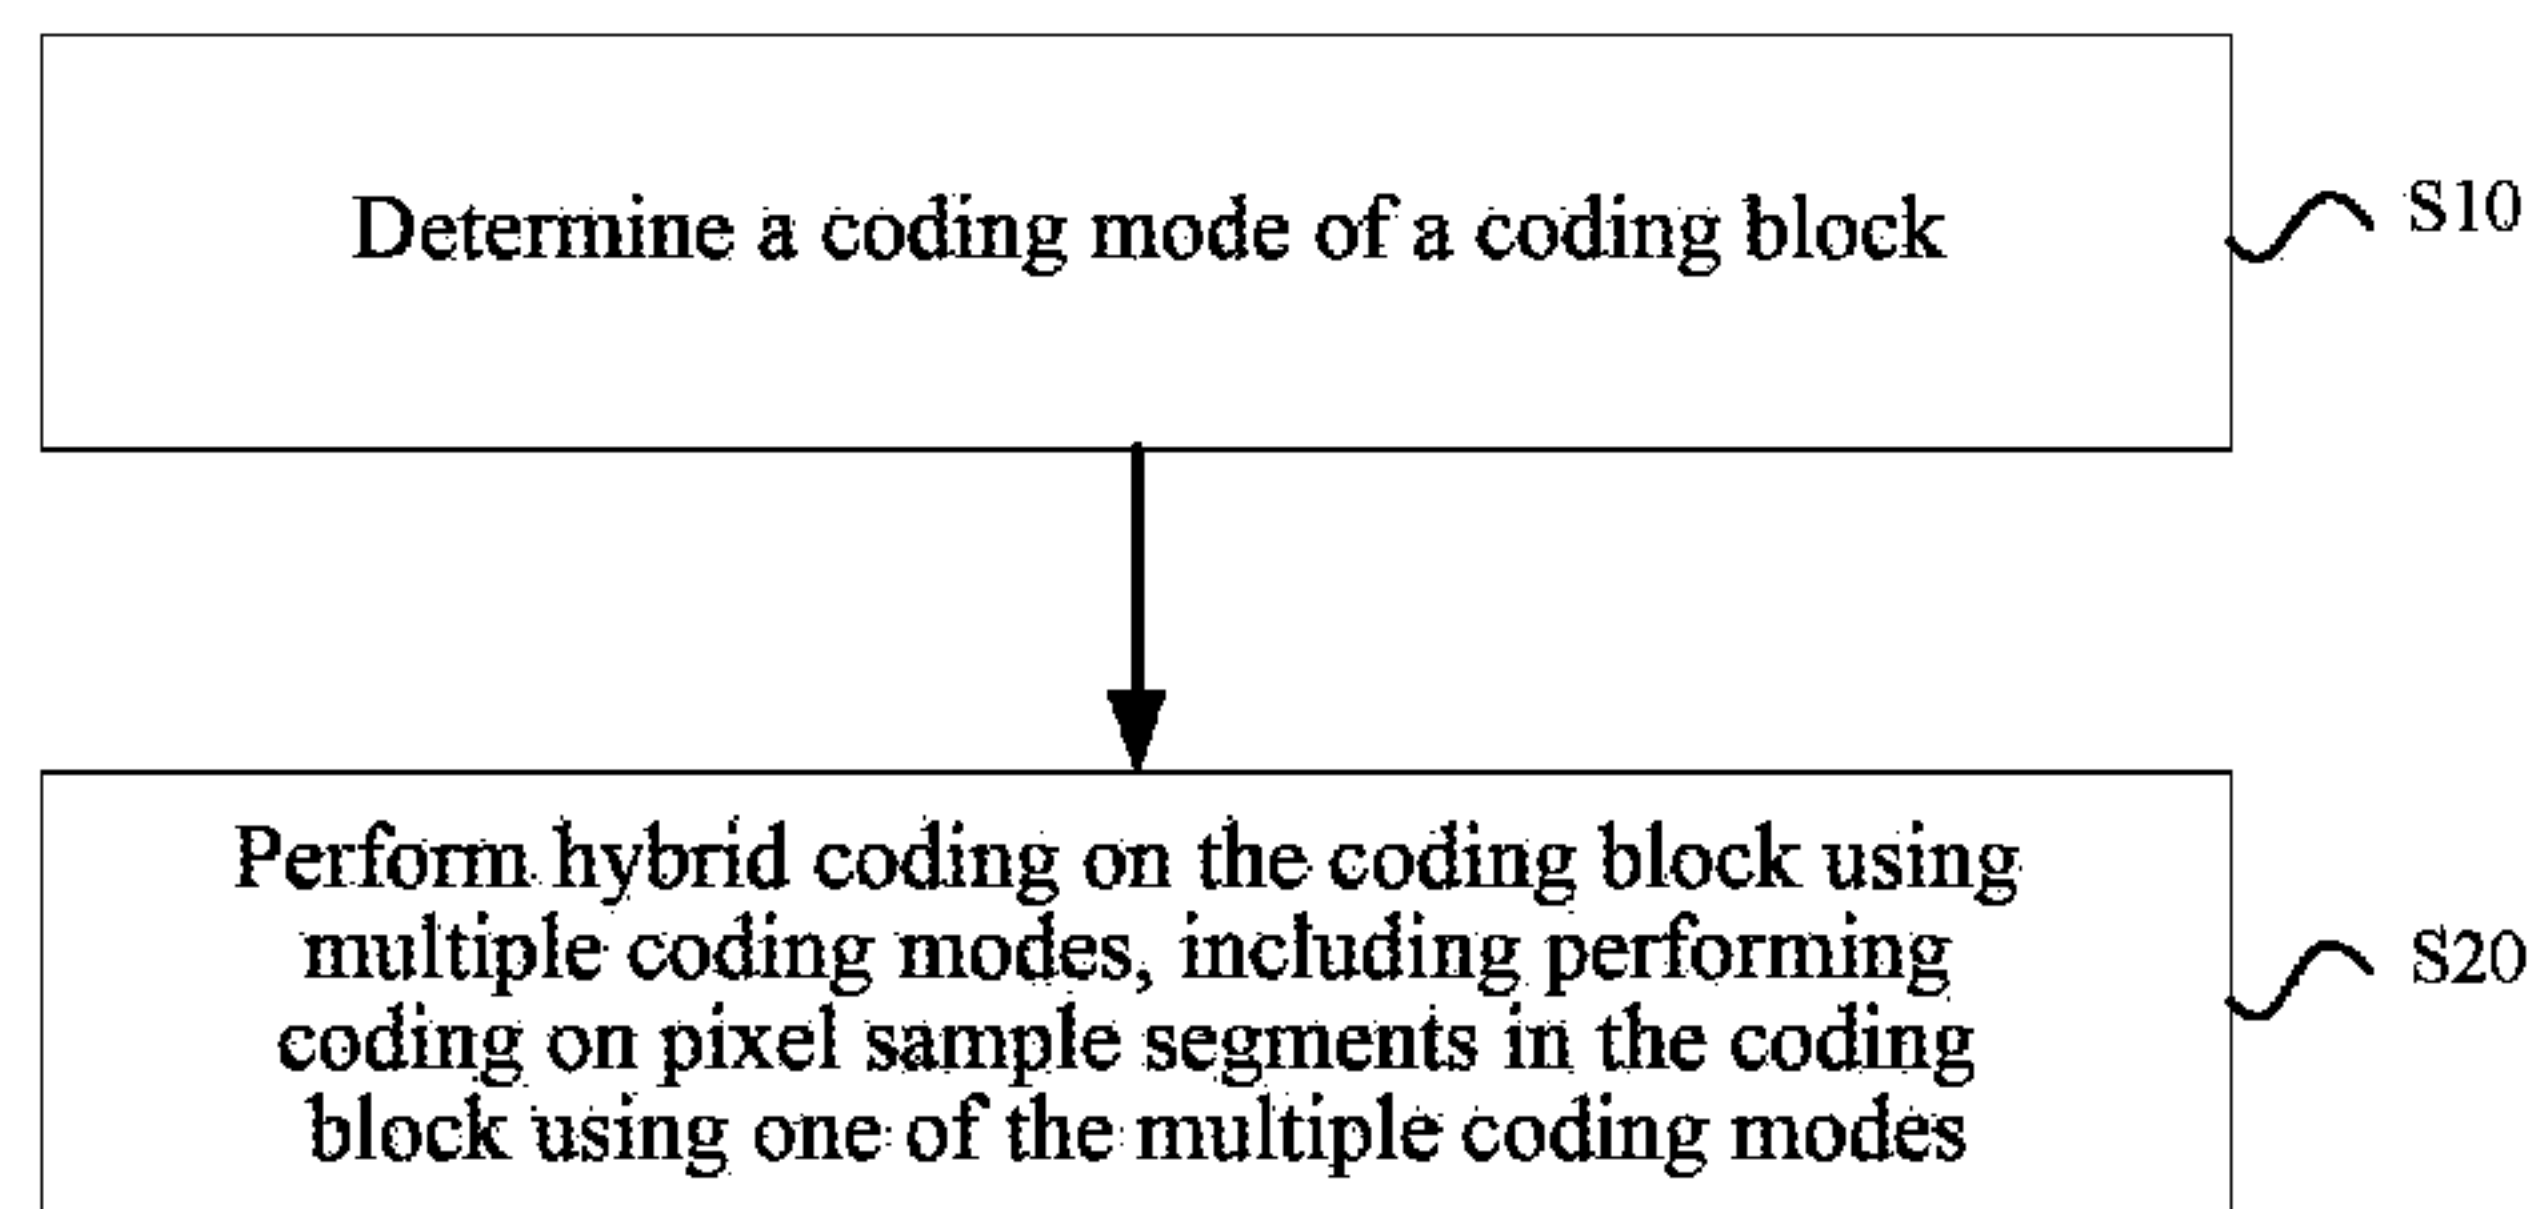 Determine a coding mode of a coding block
S10
Perform hybrid coding on the coding block using
multiple coding modes, including performing
coding on pixel sample segments in the coding
block using one of the multiple coding modes
S20